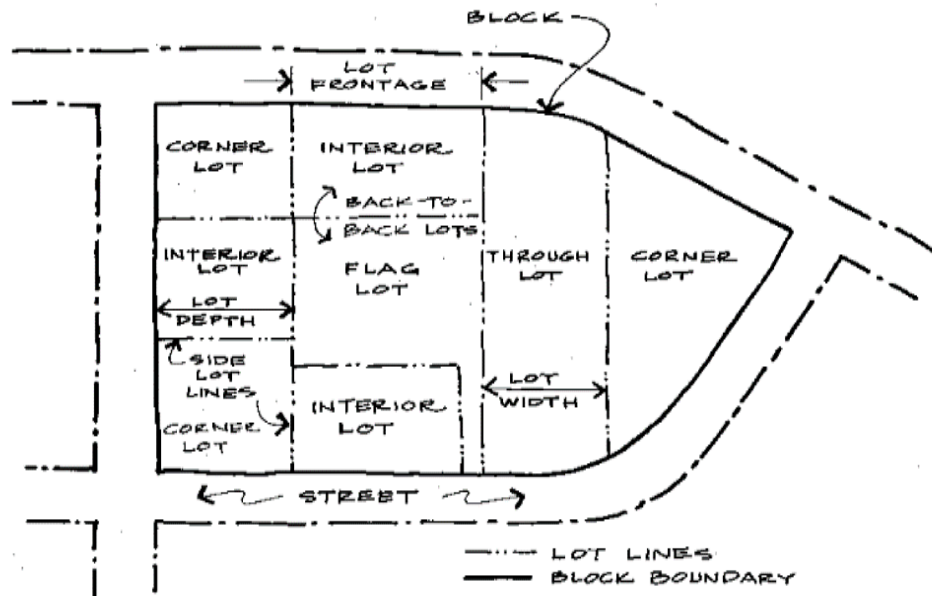 BLOCK
LOT
FRONTAGE
CORNER
LOT
INTERIOR
LOT
BACK-TO-
BACK LOTS
INTERIOR
LOT
FLAG
LOT
THROUGH
LOT
CORNER
LOT
LOT
DEPTH
SIDE
LOT
LINES
CORNER
LOT
INTERIOR
LOT
LOT
WIDTH
STREET
LOT LINES
BLOCK BOUNDARY